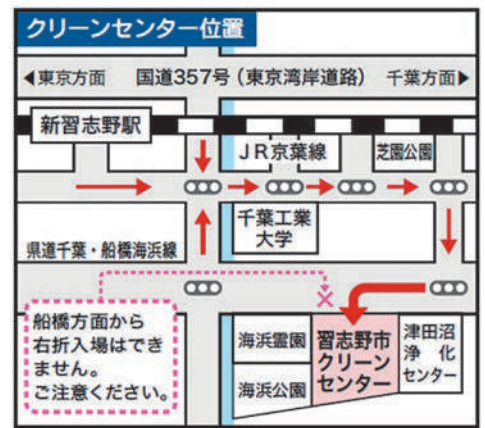 クリーンセンター位置
◀東京方面 国道357号（東京湾岸道路） 千葉方面▶
新習志野駅
JR京葉線
芝園公園
千葉工業
大学
県道千葉・船橋海浜線
船橋方面から
右折入場はでき
ません。
ご注意ください。
海浜霊園
海浜公園
習志野市
クリーン
センター
津田沼
浄化
センター